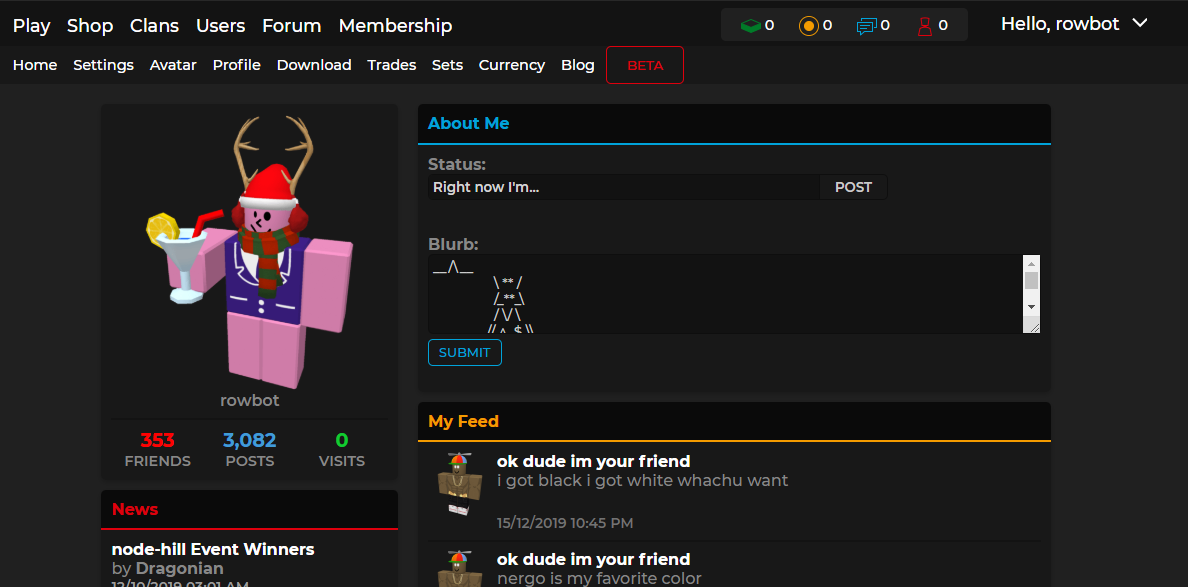 Play Shop Clans Users Forum Membership 0 0 0 0 Hello, rowbot
Home Settings Avatar Profile Download Trades Sets Currency Blog BETA
rowbot
353 3,082 0
FRIENDS POSTS VISITS
News
node-hill Event Winners
by Dragonian
12/10/2019 03:01 AM
About Me
Status:
Right now I'm... POST
Blurb:
__/\__
\ ** /
/_**_\
/ \/ \
// ^ $ \\
SUBMIT
My Feed
ok dude im your friend
i got black i got white whachu want
15/12/2019 10:45 PM
ok dude im your friend
nergo is my favorite color